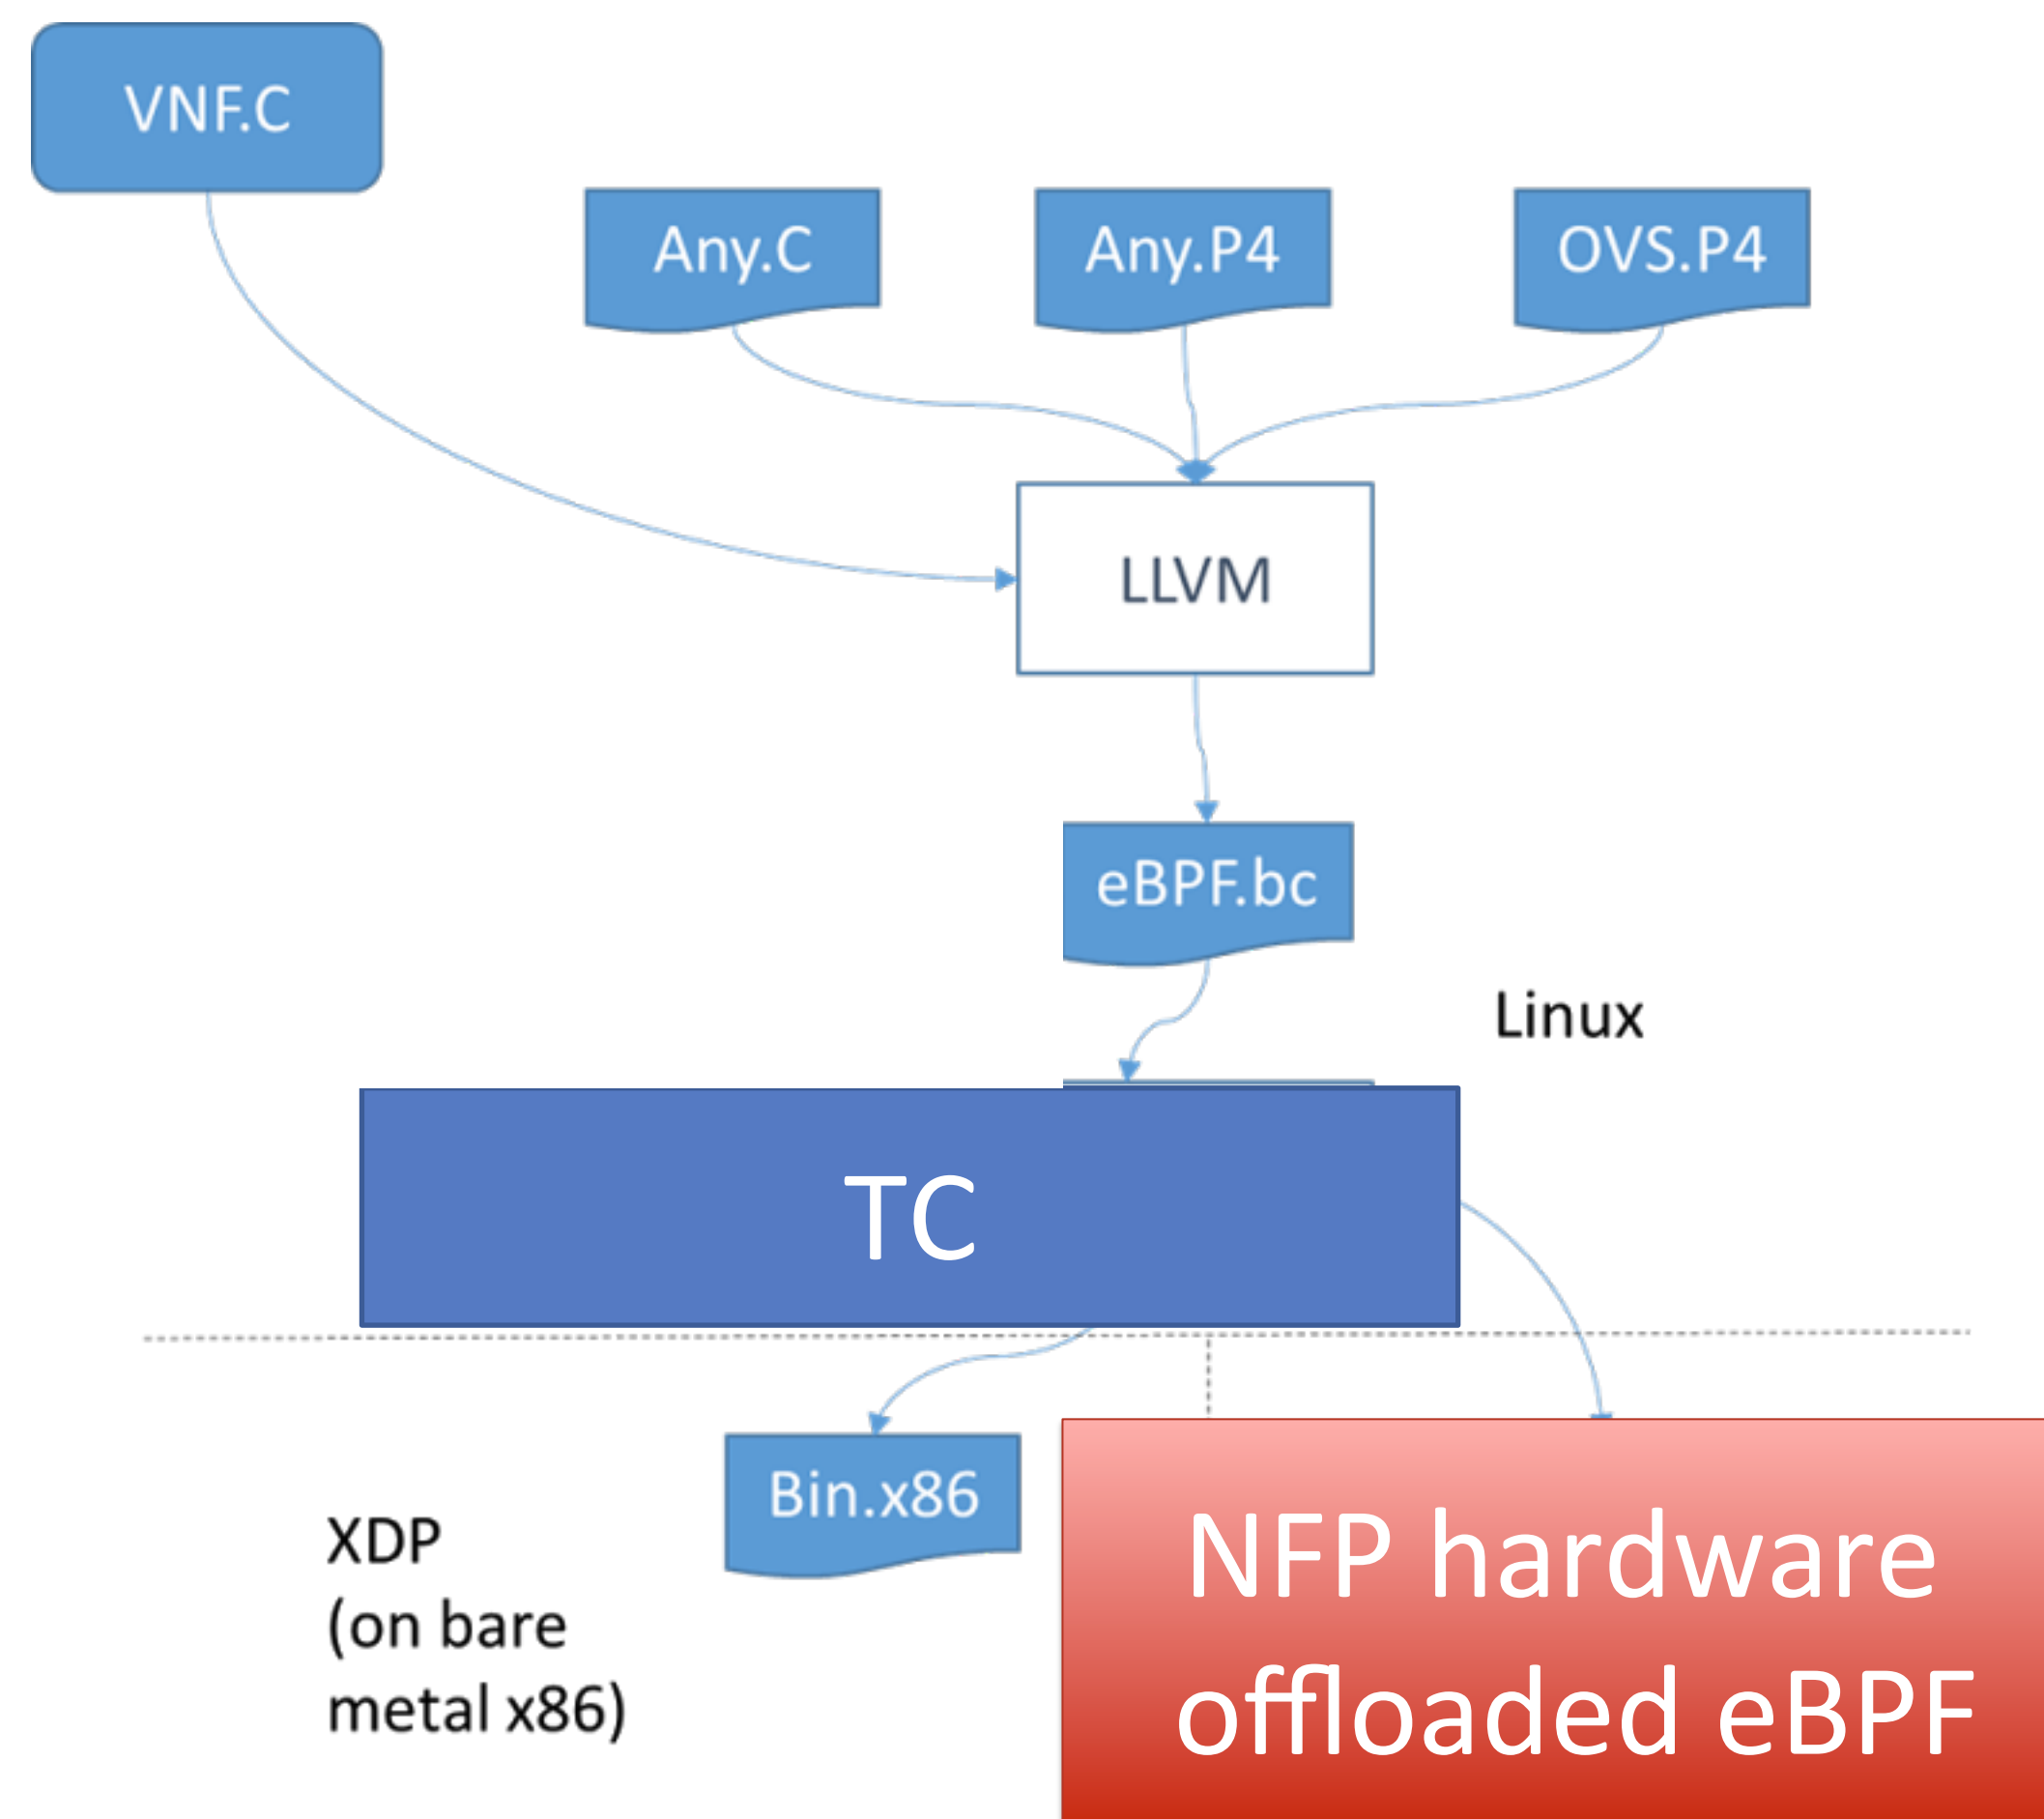 VNF.C
Any.C
Any.P4
OVS.P4
LLVM
eBPF.bc
Linux
TC
Bin.x86
XDP
(on bare
metal x86)
NFP hardware
offloaded eBPF